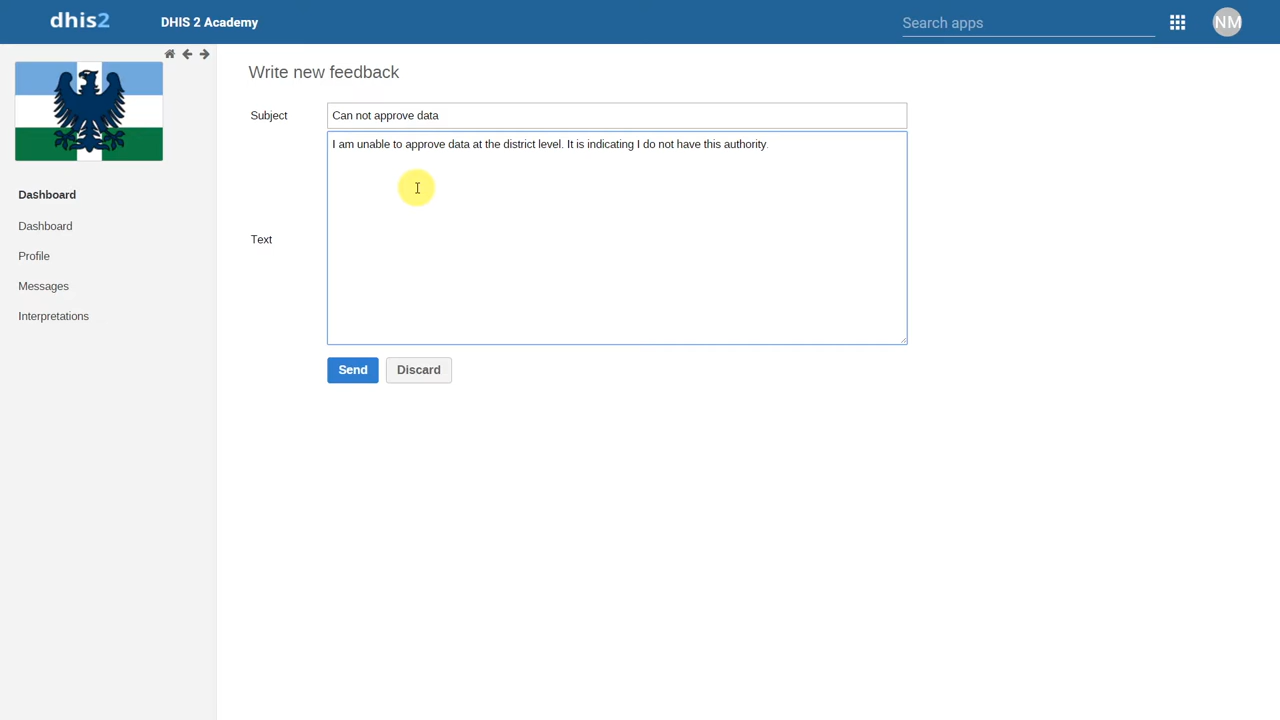 dhis2
DHIS 2 Academy
Search apps
NM
Write new feedback
Subject
Can not approve data
I am unable to approve data at the district level. It is indicating I do not have this authority.
Text
Send
Discard
Dashboard
Dashboard
Profile
Messages
Interpretations